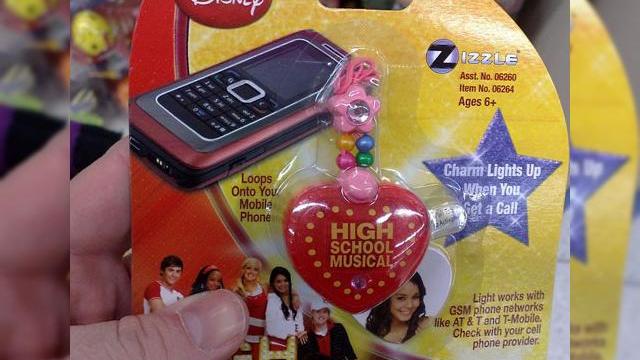 DISNEY
ZIZZLE
Asst. No. 06260
Item No. 06264
Ages 6+
Charm Lights Up
When You
Get a Call
Loops
Onto You
Mobile
Phone
HIGH
SCHOOL
MUSICAL
Light works with
GSM phone networks
like AT & T and T-Mobile.
Check with your cell
phone provider.